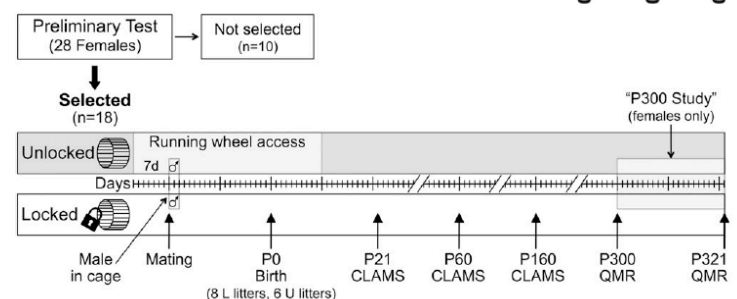 Preliminary Test
(28 Females)
Not selected
(n=10)
Selected
(n=18)
"P300 Study"
(females only)
Unlocked
Running wheel access
7d ♂
Days
♂
Locked
Male
in cage
Mating
P0
Birth
(8 L litters, 6 U litters)
P21
CLAMS
P60
CLAMS
P160
CLAMS
P300
QMR
P321
QMR